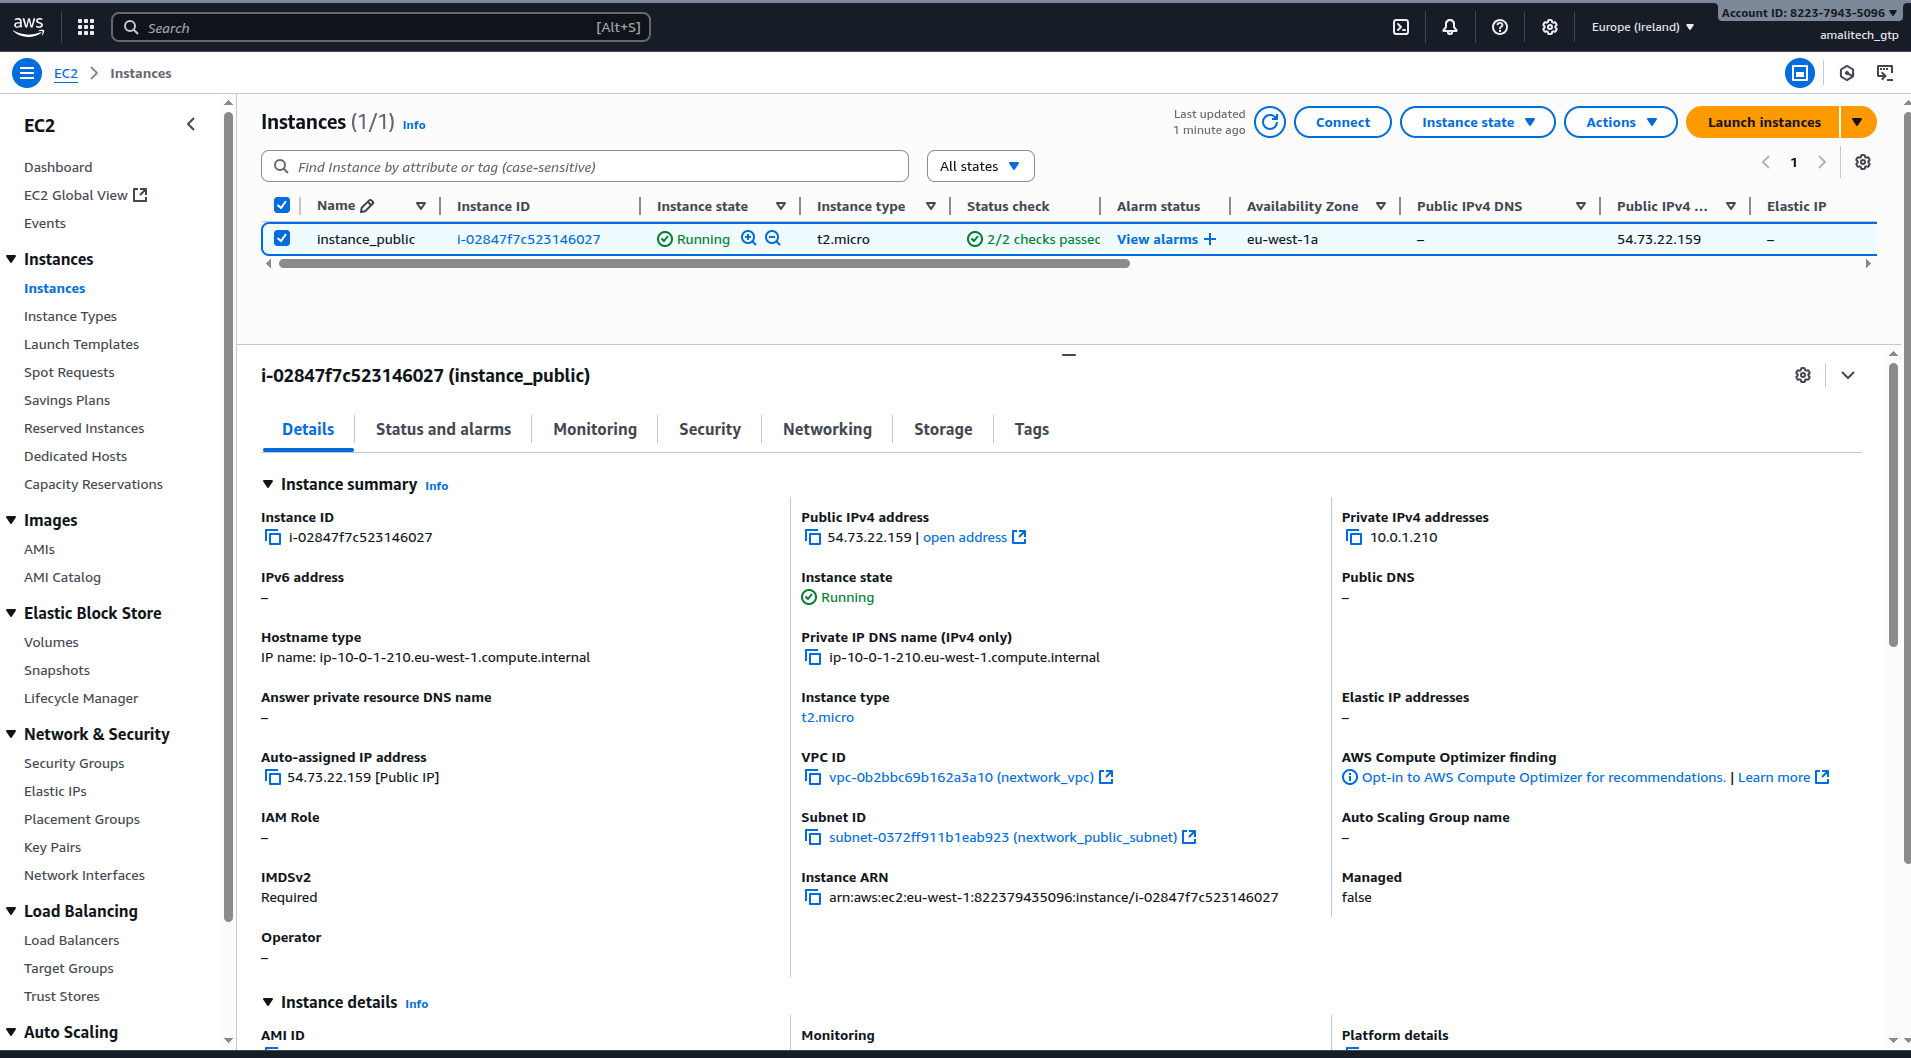 aws
Search [Alt+S]
Europe (Ireland)
Account ID: 8223-7943-5096
amalitech_gtp
EC2 Instances
EC2
Dashboard
EC2 Global View
Events
Instances
Instances
Instance Types
Launch Templates
Spot Requests
Savings Plans
Reserved Instances
Dedicated Hosts
Capacity Reservations
Images
AMIs
AMI Catalog
Elastic Block Store
Volumes
Snapshots
Lifecycle Manager
Network & Security
Security Groups
Elastic IPs
Placement Groups
Key Pairs
Network Interfaces
Load Balancing
Load Balancers
Target Groups
Trust Stores
Auto Scaling
Instances (1/1) Info
Last updated
1 minute ago
Connect
Instance state
Actions
Launch instances
Find Instance by attribute or tag (case-sensitive)
All states
1
Name Instance ID Instance state Instance type Status check Alarm status Availability Zone Public IPv4 DNS Public IPv4 ... Elastic IP
instance_public i-02847f7c523146027 Running t2.micro 2/2 checks passec View alarms + eu-west-1a – 54.73.22.159 –
i-02847f7c523146027 (instance_public)
Details Status and alarms Monitoring Security Networking Storage Tags
Instance summary Info
Instance ID
i-02847f7c523146027
Public IPv4 address
54.73.22.159 | open address
Private IPv4 addresses
10.0.1.210
IPv6 address
–
Instance state
Running
Public DNS
–
Hostname type
IP name: ip-10-0-1-210.eu-west-1.compute.internal
Private IP DNS name (IPv4 only)
ip-10-0-1-210.eu-west-1.compute.internal
Answer private resource DNS name
–
Instance type
t2.micro
Elastic IP addresses
–
Auto-assigned IP address
54.73.22.159 [Public IP]
VPC ID
vpc-0b2bbc69b162a3a10 (nextwork_vpc)
AWS Compute Optimizer finding
Opt-in to AWS Compute Optimizer for recommendations. | Learn more
IAM Role
–
Subnet ID
subnet-0372ff911b1eab923 (nextwork_public_subnet)
Auto Scaling Group name
–
IMDSv2
Required
Instance ARN
arn:aws:ec2:eu-west-1:822379435096:instance/i-02847f7c523146027
Managed
false
Operator
–
Instance details Info
AMI ID
Monitoring
Platform details